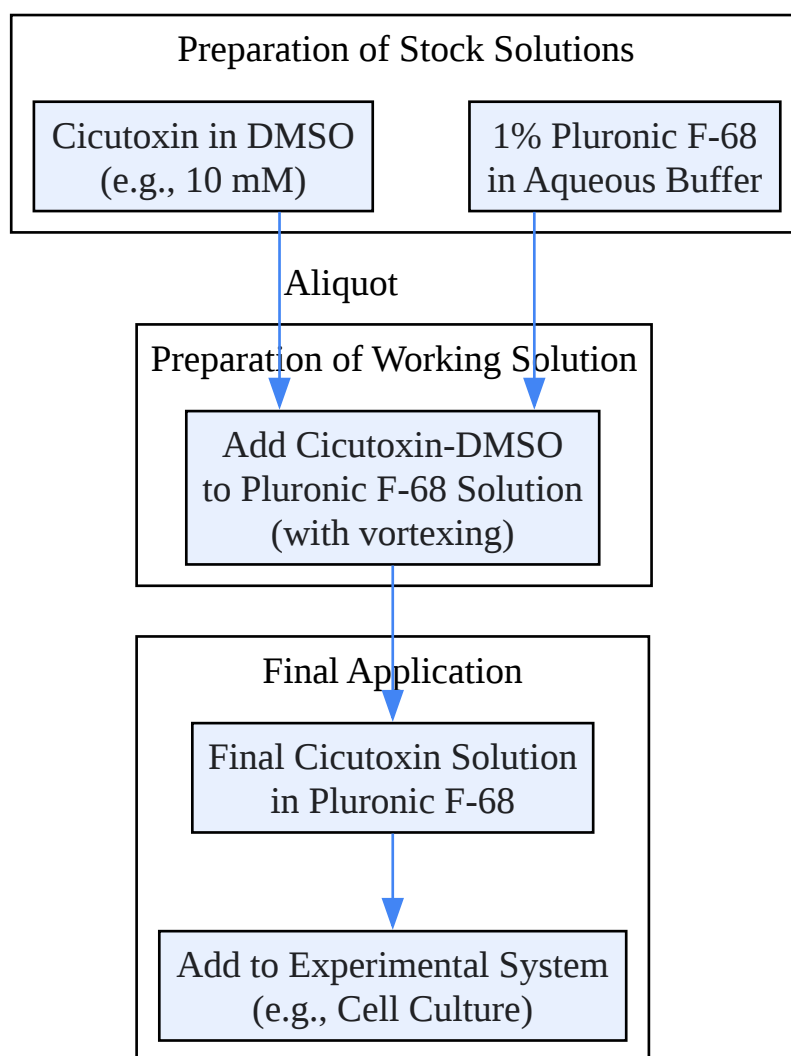 Preparation of Stock Solutions
Cicutoxin in DMSO
(e.g., 10 mM)
1% Pluronic F-68
in Aqueous Buffer
Aliquot
Preparation of Working Solution
Add Cicutoxin-DMSO
to Pluronic F-68 Solution
(with vortexing)
Final Application
Final Cicutoxin Solution
in Pluronic F-68
Add to Experimental System
(e.g., Cell Culture)